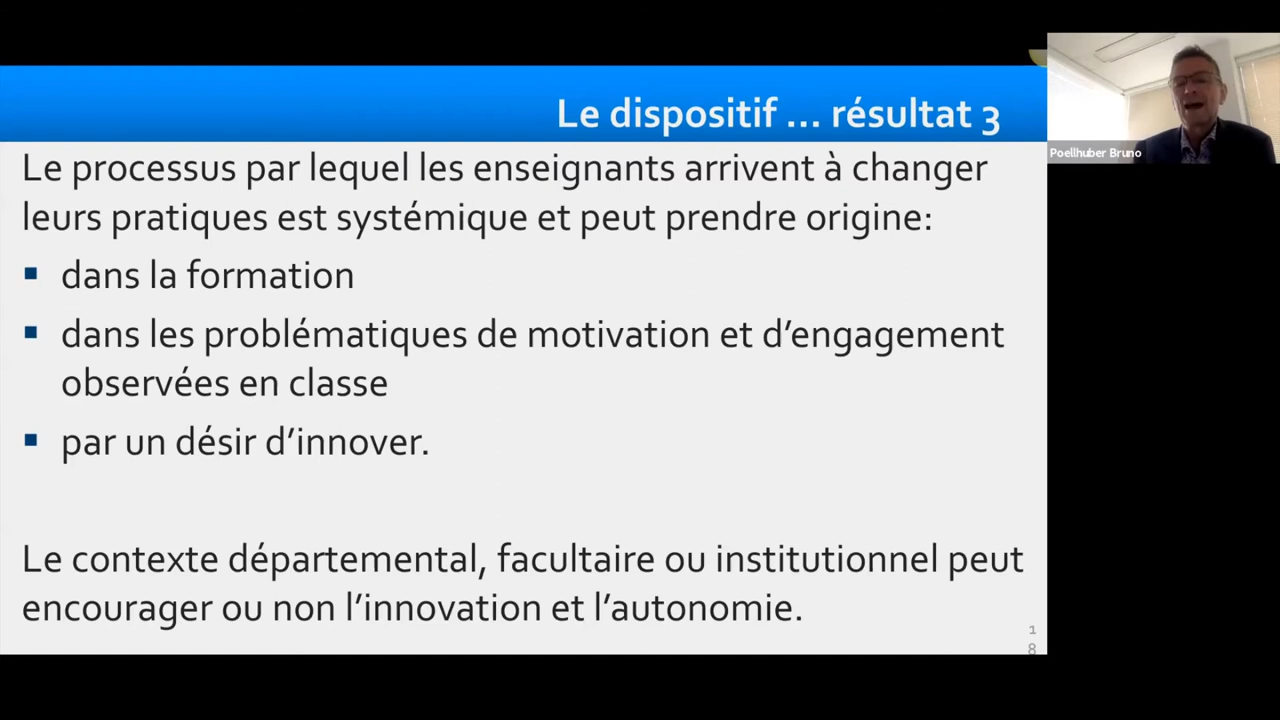 Le dispositif ... résultat 3
Poellhuber Bruno
Le processus par lequel les enseignants arrivent à changer
leurs pratiques est systémique et peut prendre origine:
▪ dans la formation
▪ dans les problématiques de motivation et d’engagement
observées en classe
▪ par un désir d’innover.
Le contexte départemental, facultaire ou institutionnel peut
encourager ou non l’innovation et l’autonomie.
1
8